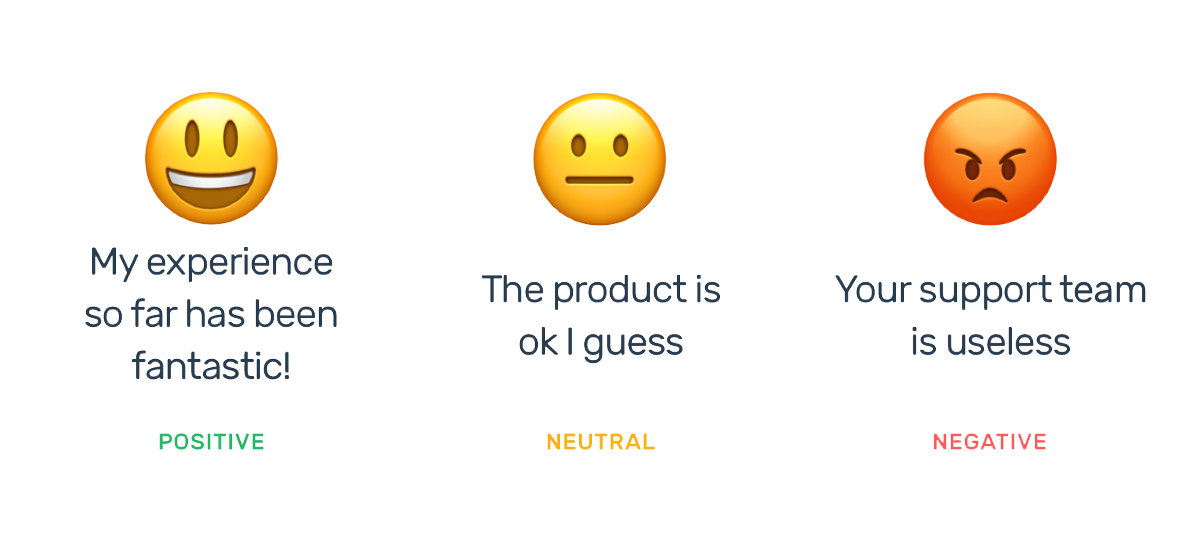 My experience
so far has been
fantastic!
POSITIVE
The product is
ok I guess
NEUTRAL
Your support team
is useless
NEGATIVE